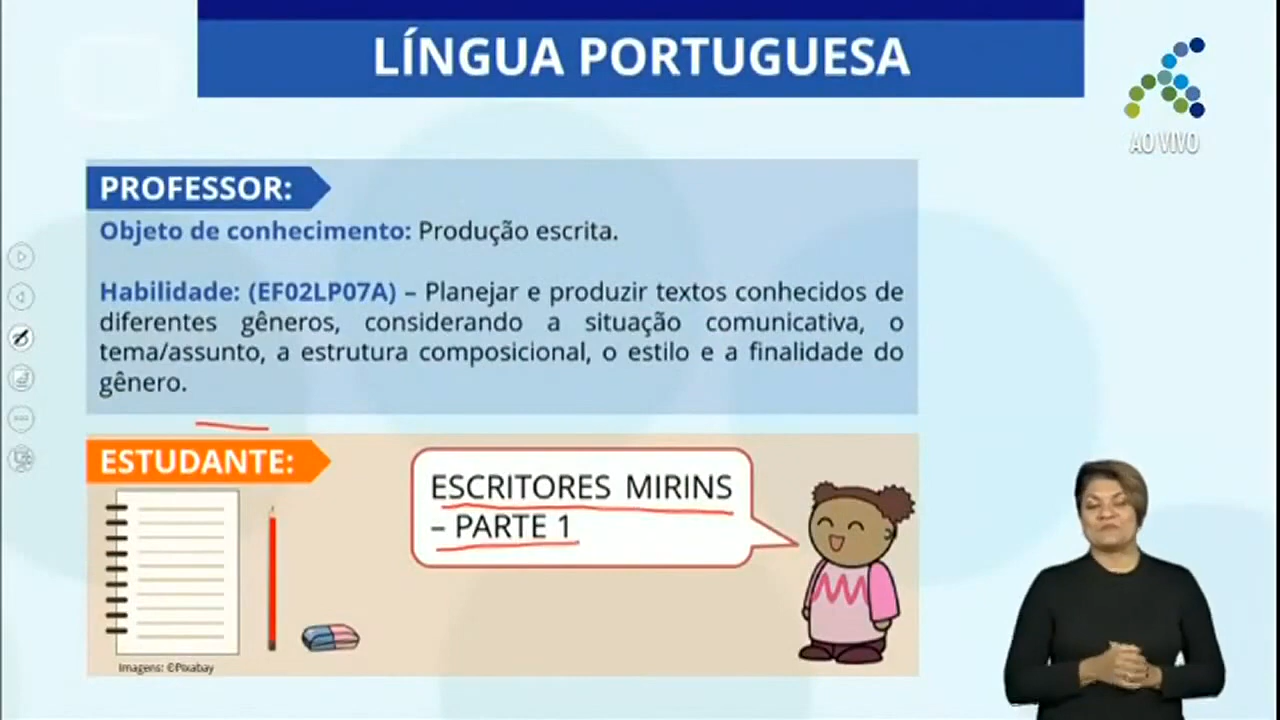 LÍNGUA PORTUGUESA
AO VIVO
PROFESSOR:
Objeto de conhecimento: Produção escrita.
Habilidade: (EF02LP07A) – Planejar e produzir textos conhecidos de
diferentes gêneros, considerando a situação comunicativa, o
tema/assunto, a estrutura composicional, o estilo e a finalidade do
gênero.
ESTUDANTE:
ESCRITORES MIRINS
– PARTE 1
Imagens: ©Pixabay